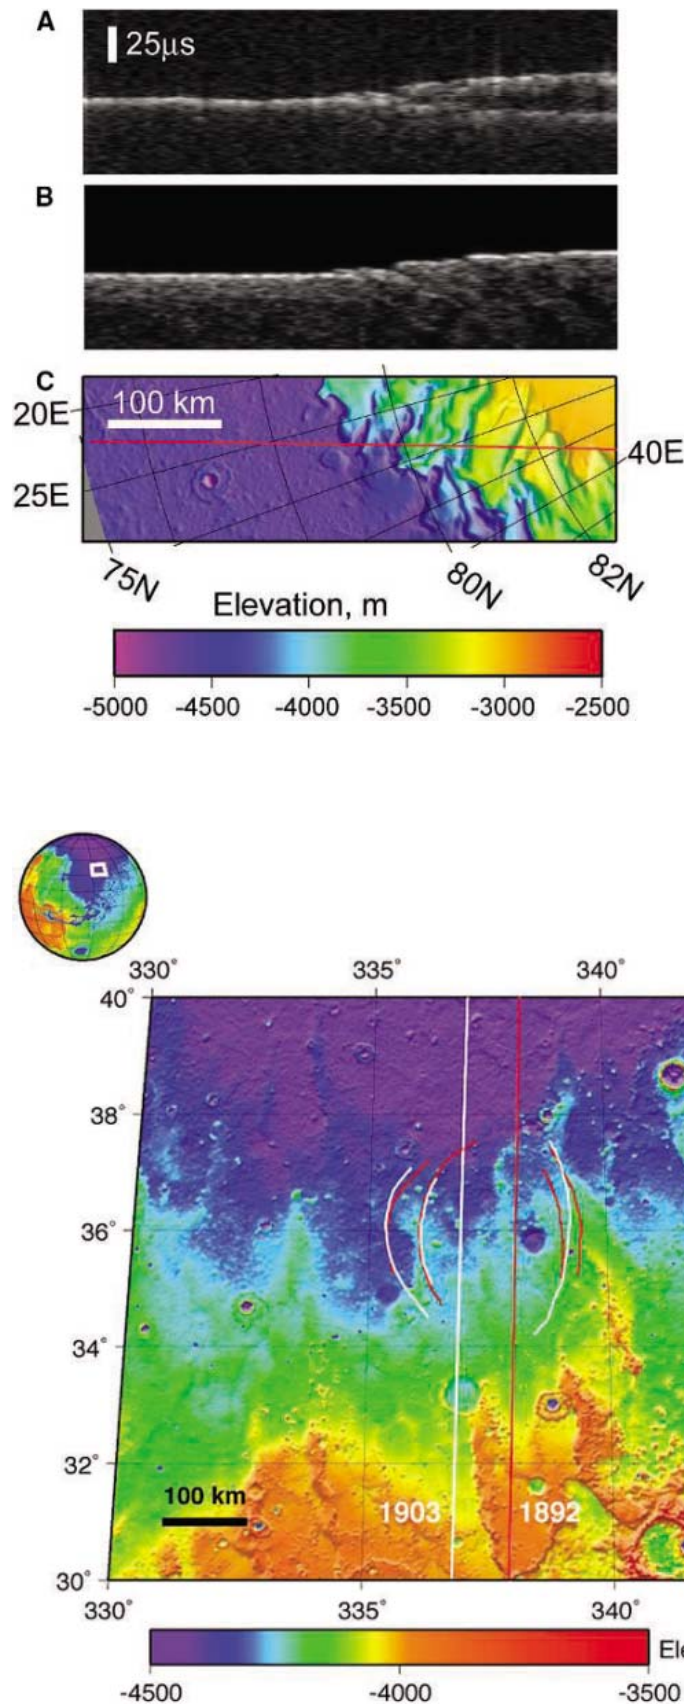 A
25μs
B
C
20E
100 km
40E
25E
75N
80N
82N
Elevation, m
-5000 -4500 -4000 -3500 -3000 -2500
330° 335° 340°
40°
38°
36°
34°
32°
100 km
1903 1892
30°
330° 335° 340°
Ele
-4500 -4000 -3500